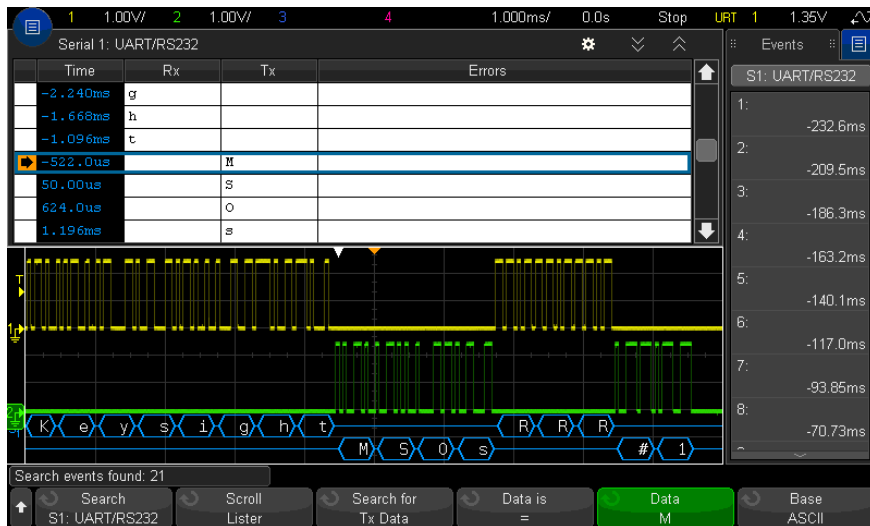 1 1.00V/ 2 1.00V/ 3 4 1.000ms/ 0.0s Stop URT 1 1.35V
Serial 1: UART/RS232
Events
Time Rx Tx Errors
S1: UART/RS232
-2.240ms g
-1.668ms h
-1.096ms t
-522.0us M
50.00us S
624.0us O
1.196ms s
1:
-232.6ms
2:
-209.5ms
3:
-186.3ms
4:
-163.2ms
5:
-140.1ms
6:
-117.0ms
7:
-93.85ms
8:
-70.73ms
T
1
2
K e y s i g h t R R R
M S O s # 1
Search events found: 21
Search Scroll Search for Data is Data Base
S1: UART/RS232 Lister Tx Data = M ASCII